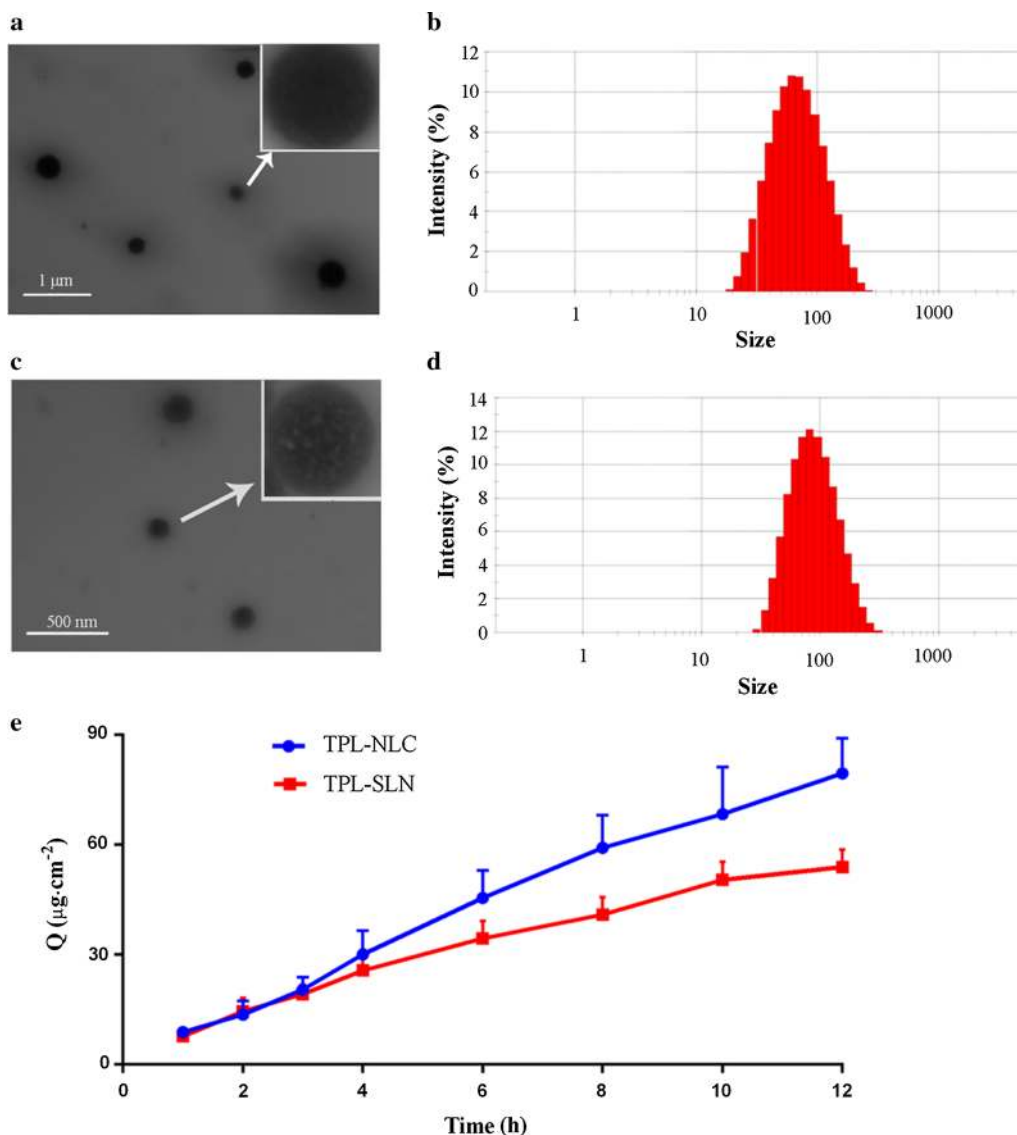 a
1 μm
b
Intensity (%)
12
10
8
6
4
2
0
1 10 100 1000
Size
c
500 nm
d
Intensity (%)
14
12
10
8
6
4
2
0
1 10 100 1000
Size
e
TPL-NLC
TPL-SLN
Q (μg·cm⁻²)
90
60
30
0
0 2 4 6 8 10 12
Time (h)